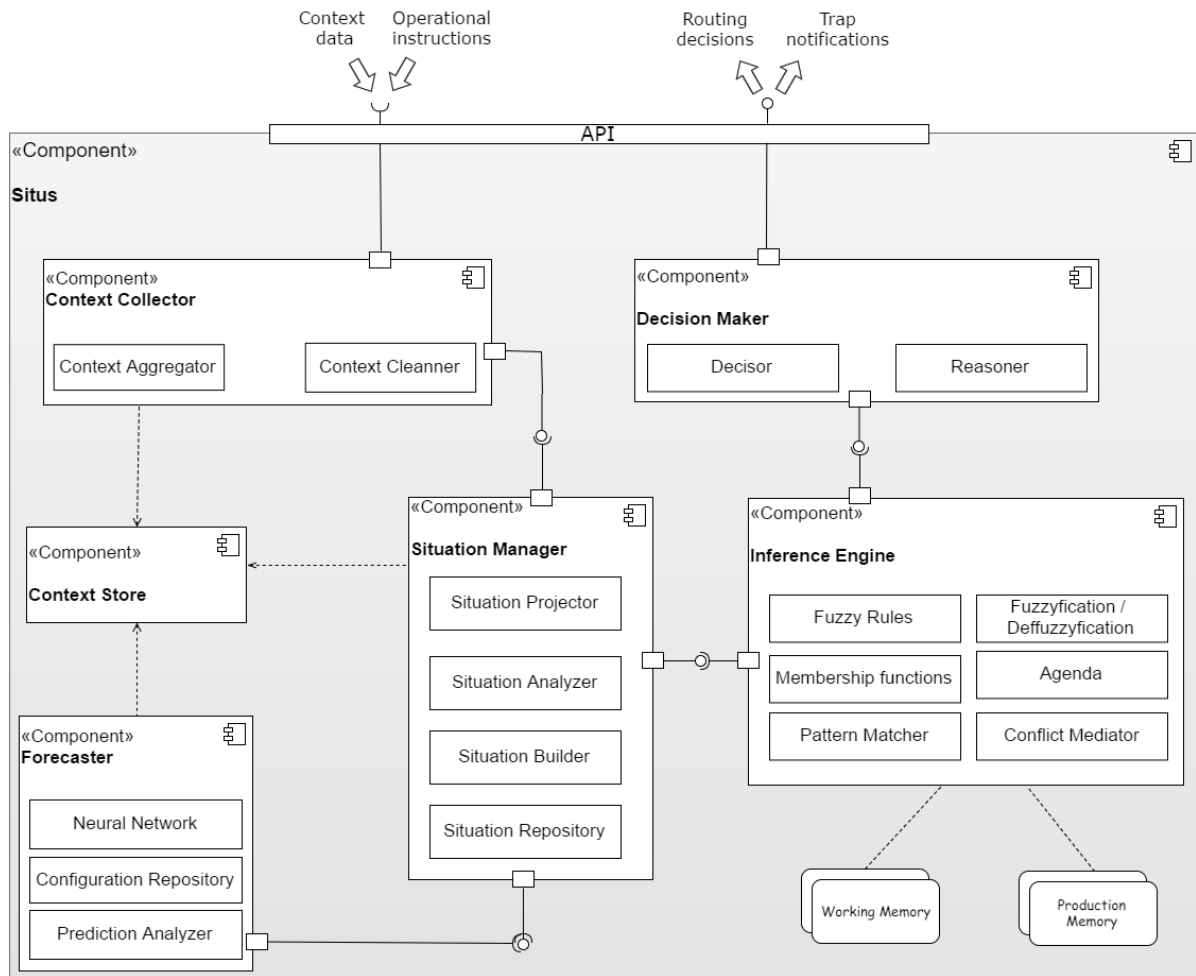 Context
data
Operational
instructions
Routing
decisions
Trap
notifications
API
«Component»
Situs
«Component»
Context Collector
Context Aggregator
Context Cleanner
«Component»
Decision Maker
Decisor
Reasoner
«Component»
Context Store
«Component»
Situation Manager
Situation Projector
Situation Analyzer
Situation Builder
Situation Repository
«Component»
Inference Engine
Fuzzy Rules
Fuzzyfication /
Deffuzzyfication
Membership functions
Agenda
Pattern Matcher
Conflict Mediator
«Component»
Forecaster
Neural Network
Configuration Repository
Prediction Analyzer
Working Memory
Production
Memory